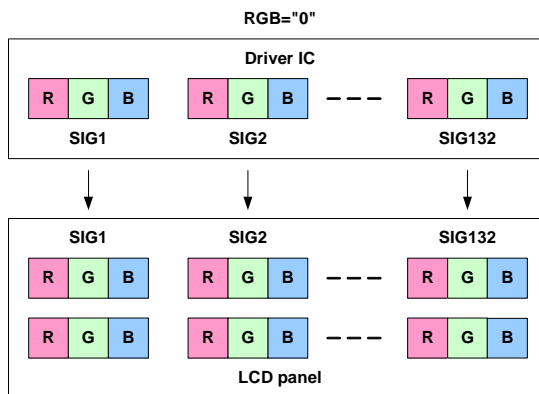 RGB="0"
Driver IC
R G B R G B R G B
SIG1 SIG2 SIG132
SIG1 SIG2 SIG132
R G B R G B R G B
R G B R G B R G B
LCD panel